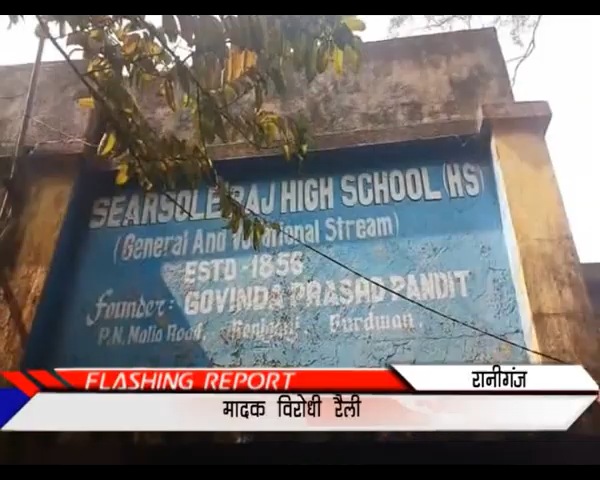 SEARSOLE RAJ HIGH SCHOOL (HS)
(General And Vocational Stream)
ESTD - 1856
Founder:- GOVINDA PRASAD PANDIT
P.N. Malia Road, Raniganj, Burdwan.
FLASHING REPORT
रानीगंज
मादक विरोधी रैली